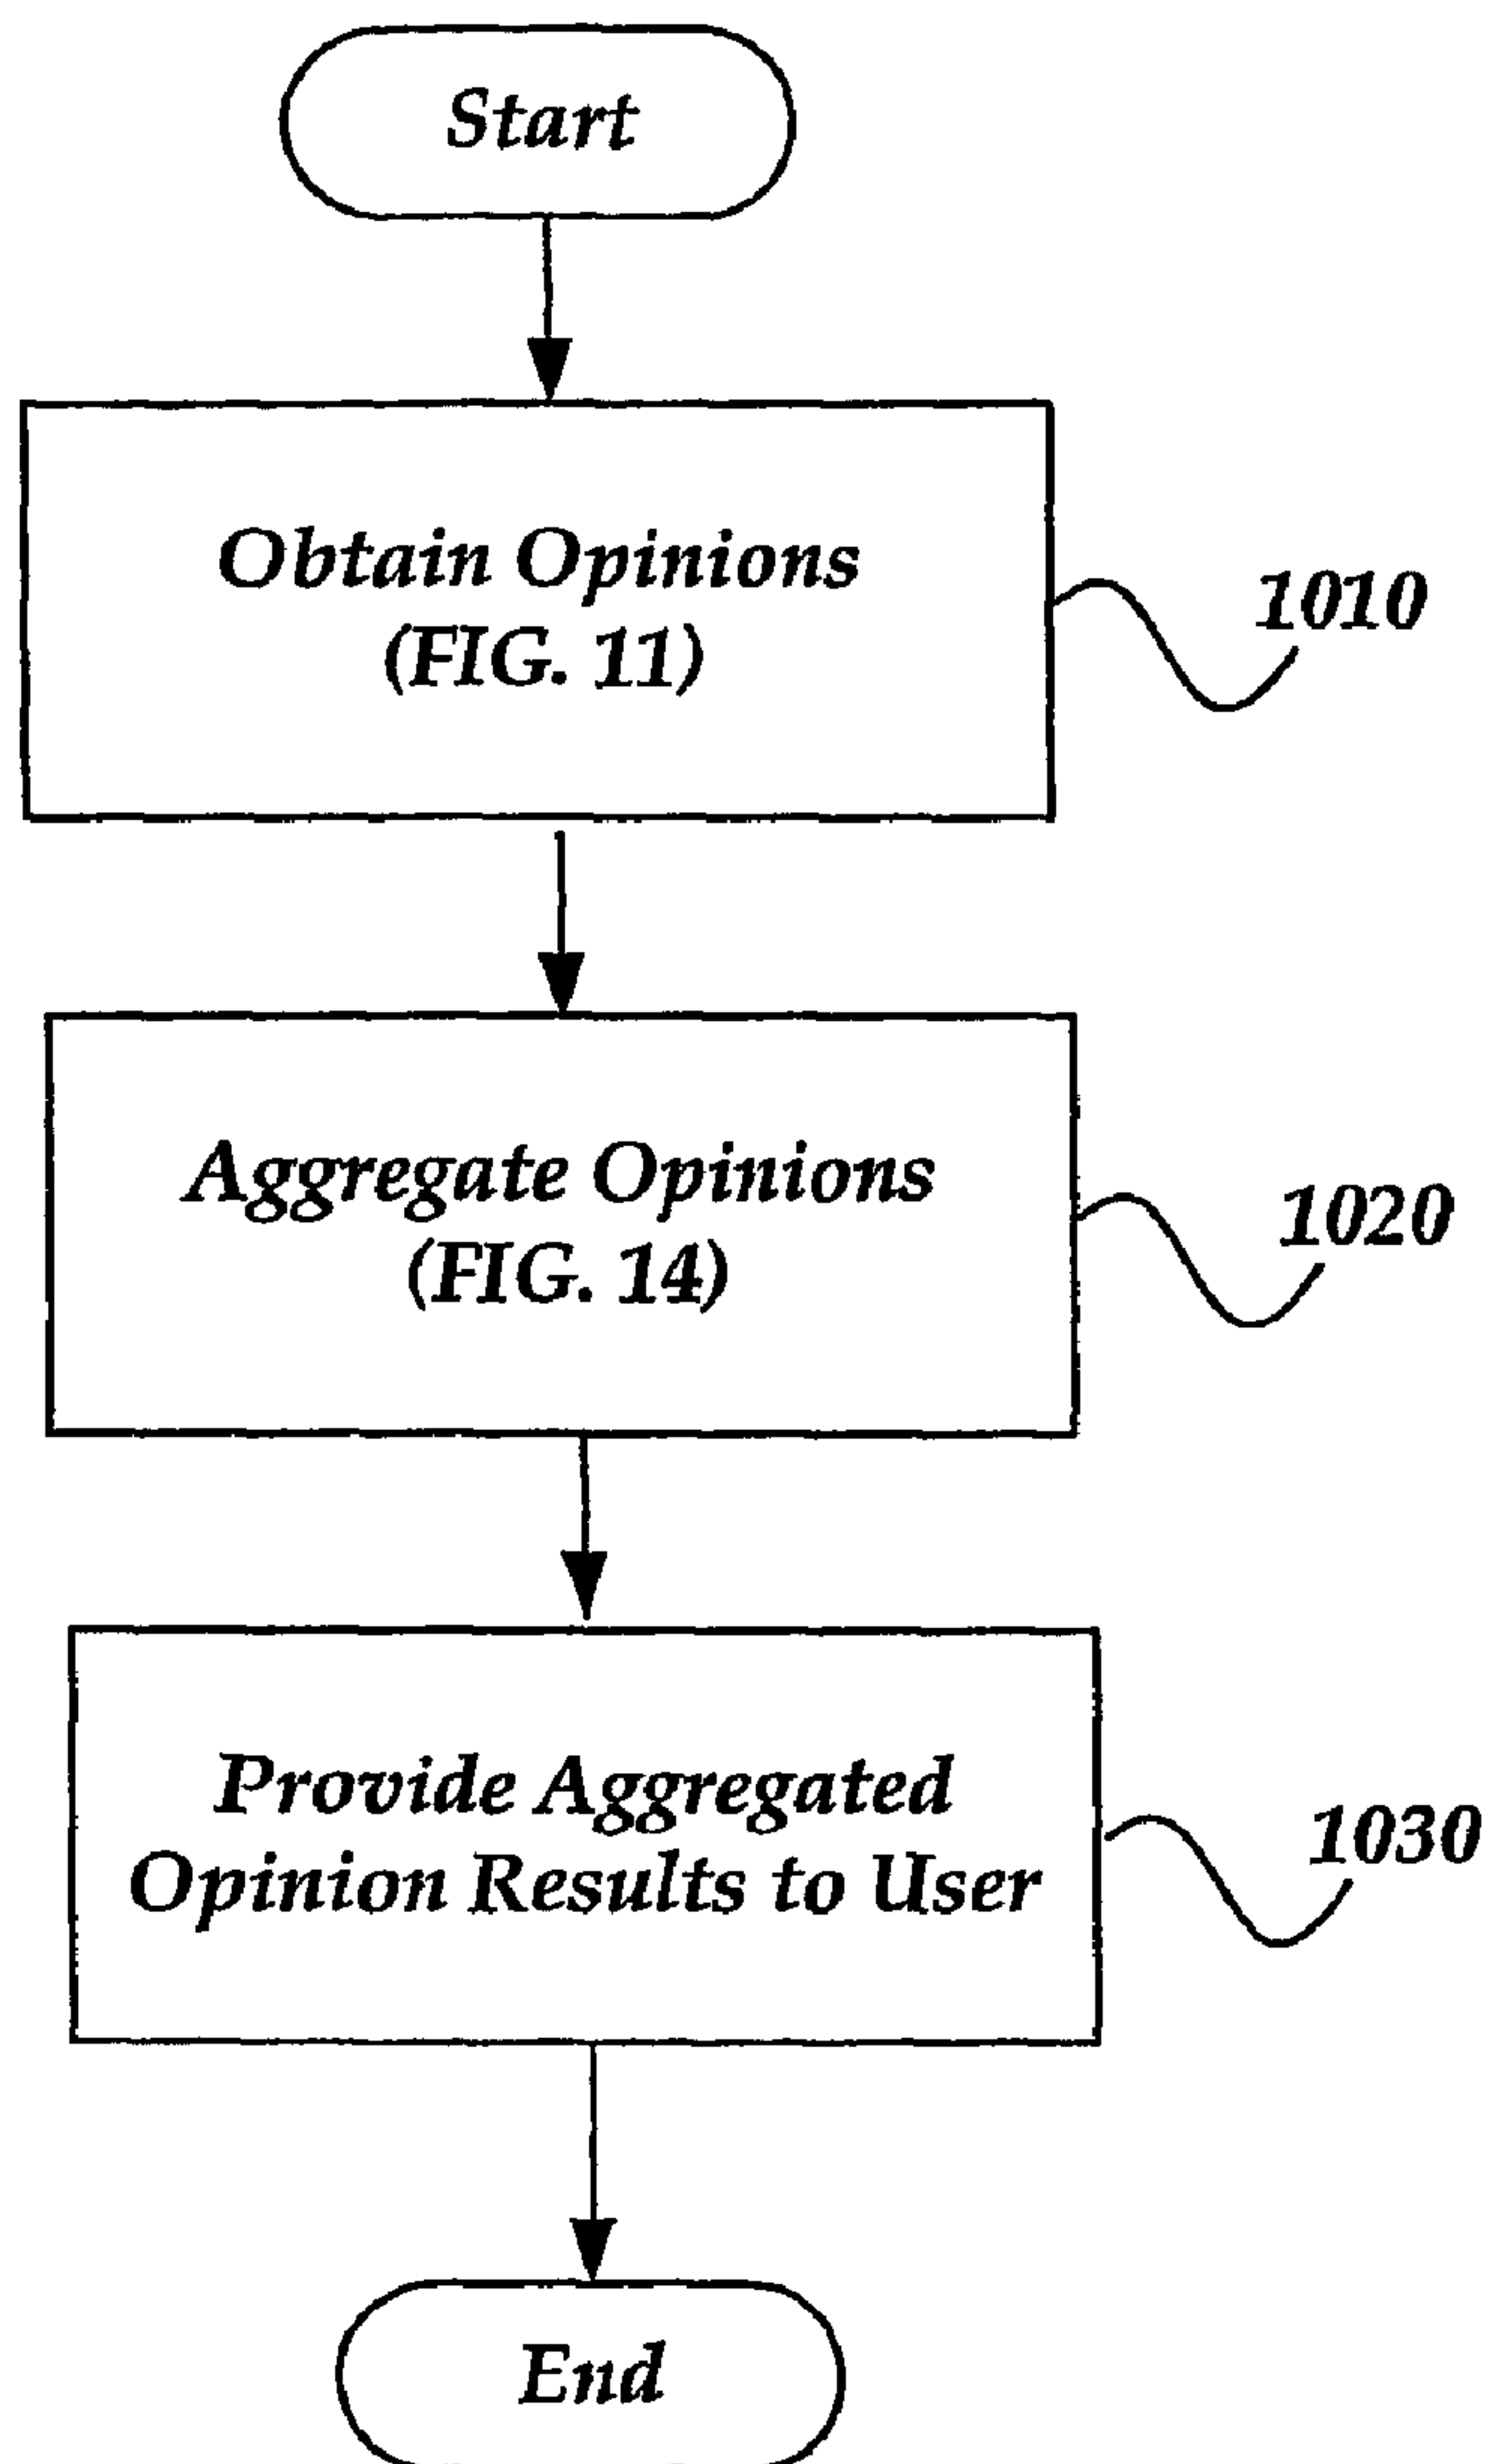 Start
Obtain Opinions
(FIG. 11)
1010
Aggregate Opinions
(FIG. 14)
1020
Provide Aggregated
Opinion Results to User
1030
End